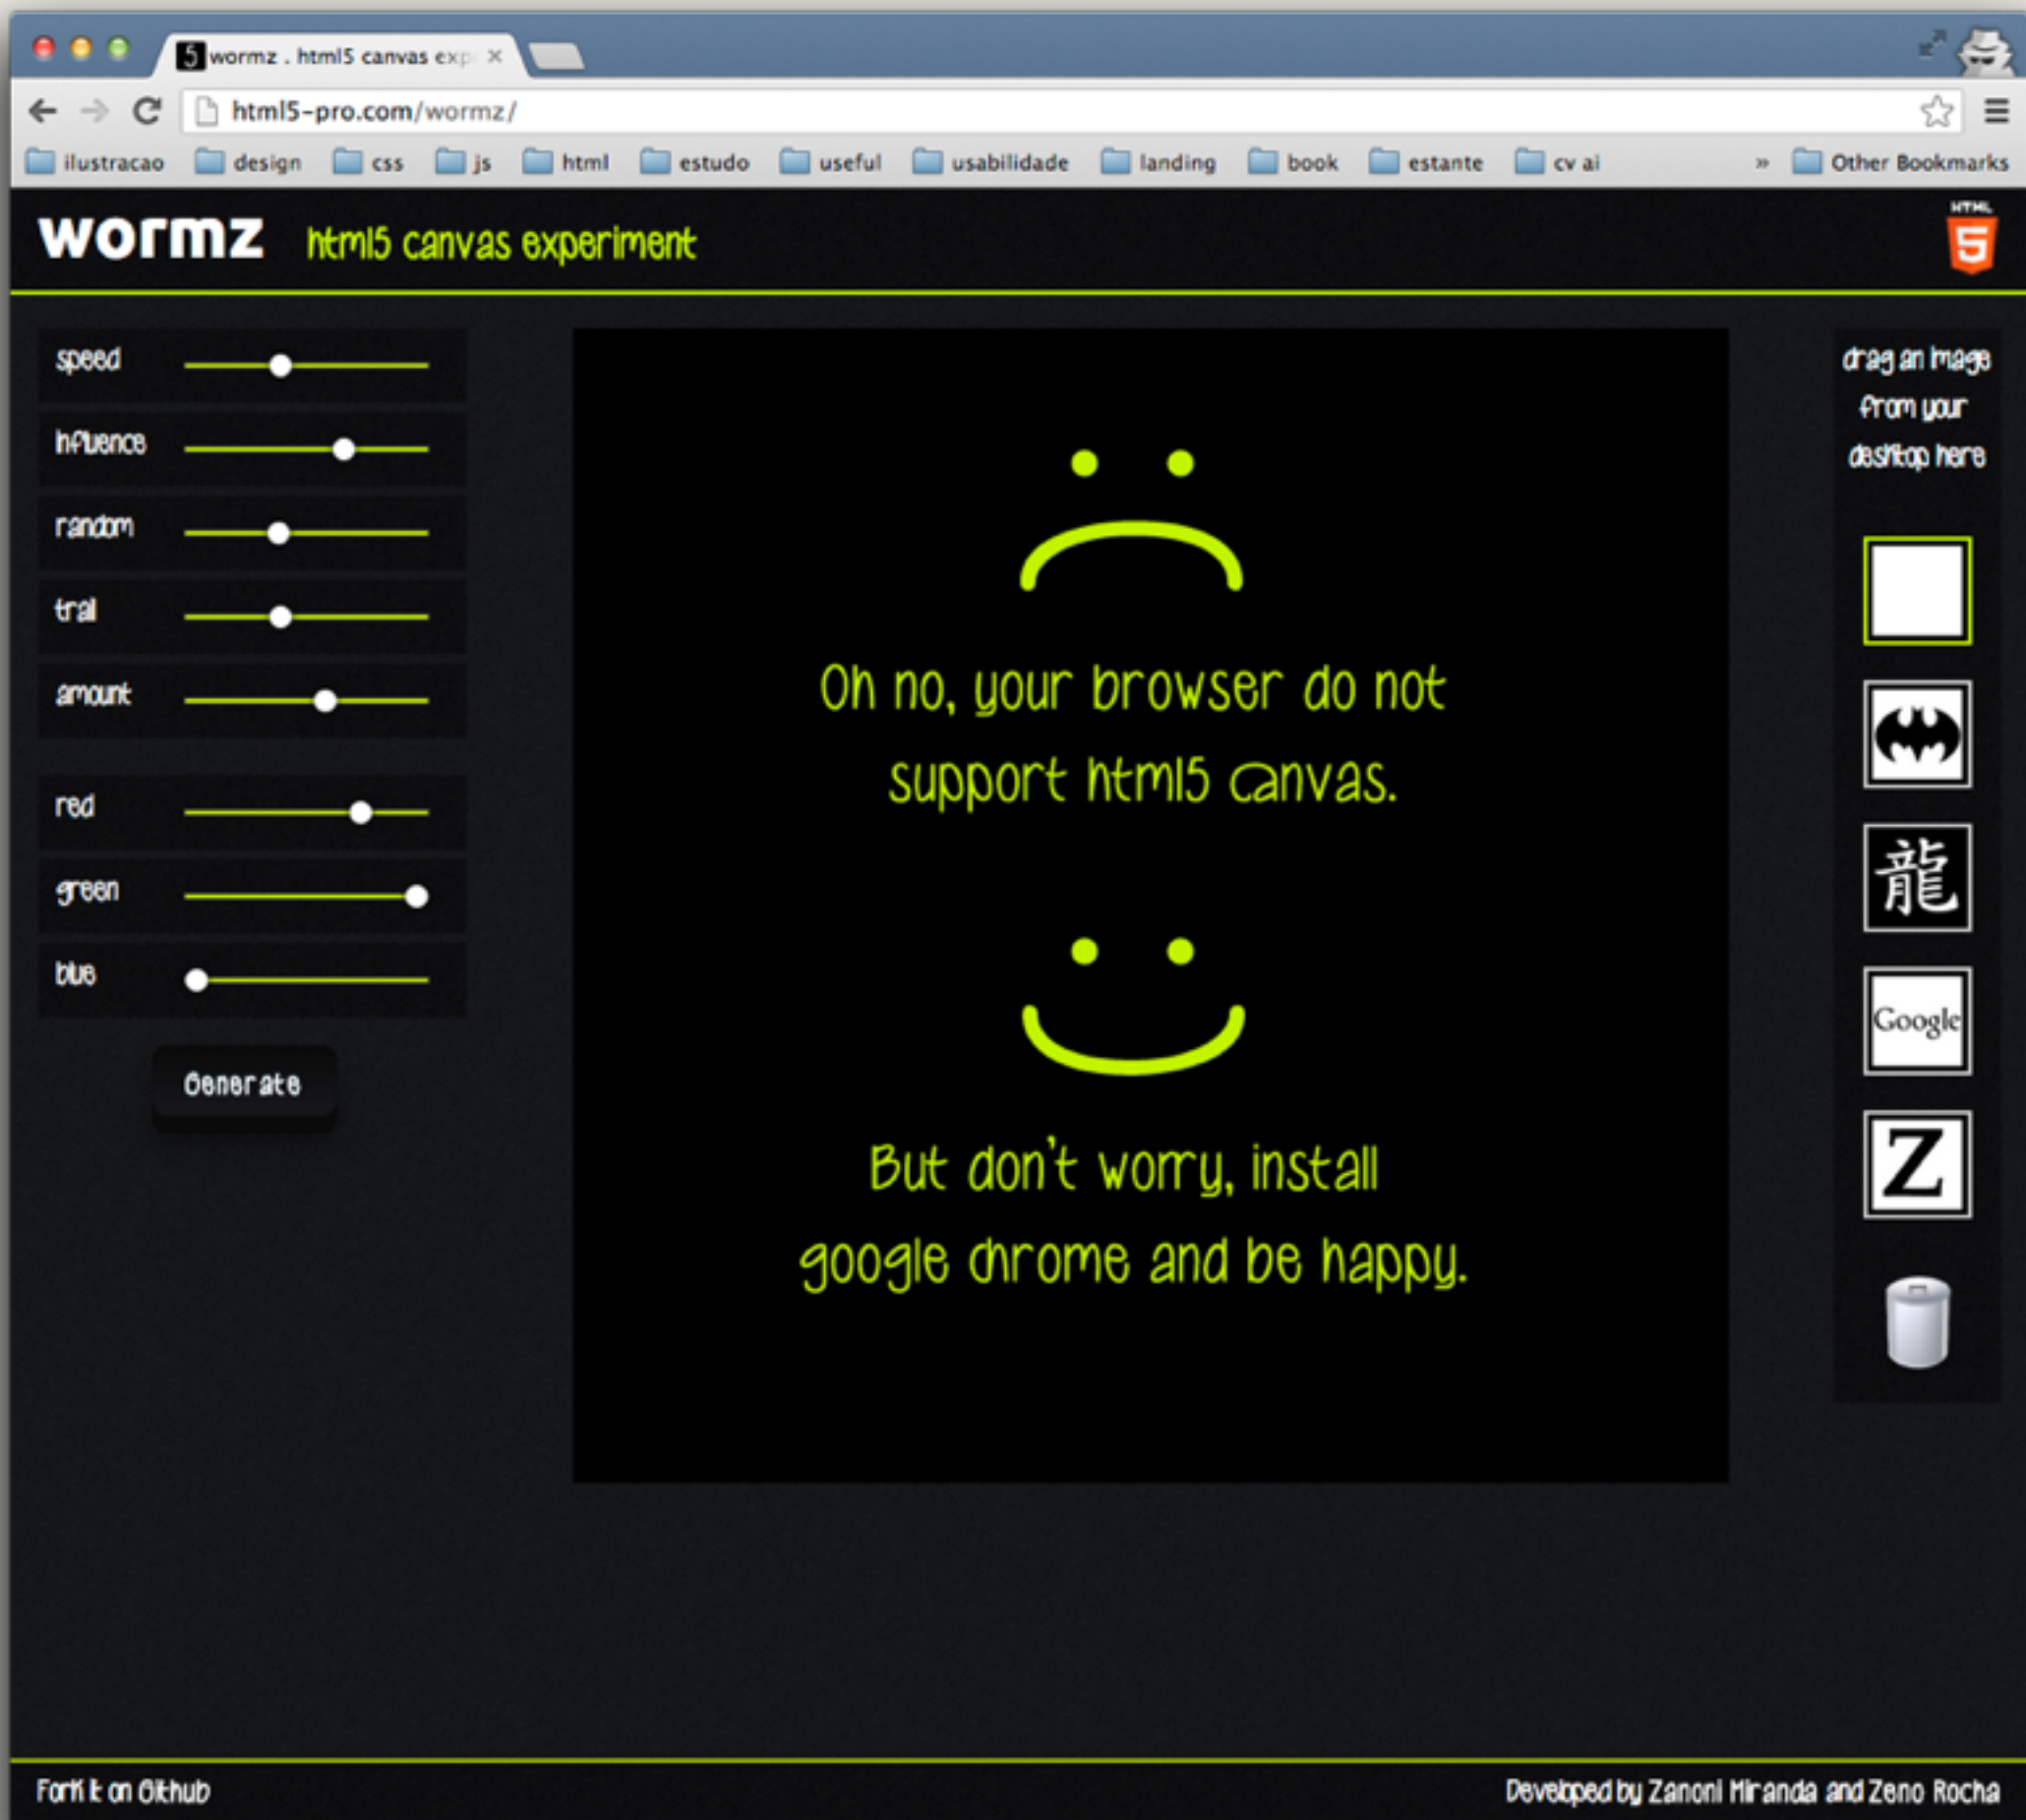 5 wormz . html5 canvas exp
html5-pro.com/wormz/
ilustracao design css js html estudo useful usabilidade landing book estante cv ai » Other Bookmarks
wormz html5 canvas experiment
HTML
5
speed
influence
random
trail
amount
red
green
blue
Generate
Oh no, your browser do not
support html5 canvas.
But don't worry, install
google chrome and be happy.
drag an image
from your
desktop here
龍
Google
Z
Fork it on Github
Developed by Zanoni Miranda and Zeno Rocha